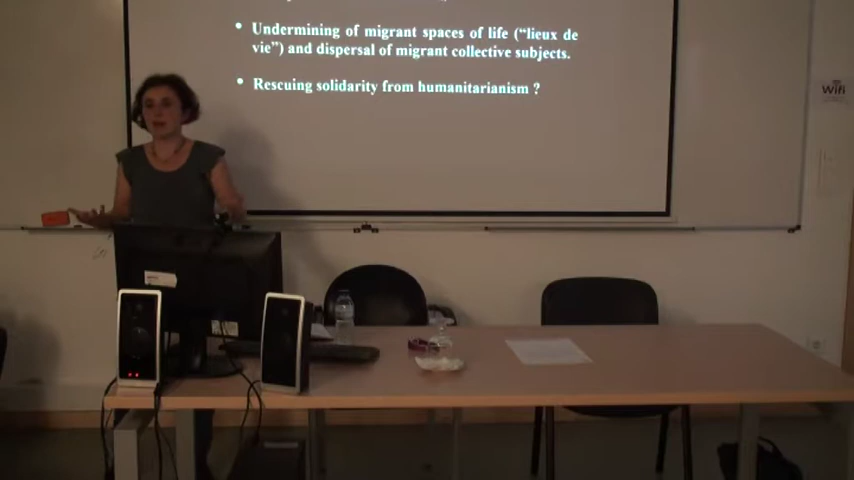 • Undermining of migrant spaces of life (“lieux de
vie”) and dispersal of migrant collective subjects.
• Rescuing solidarity from humanitarianism ?
wifi